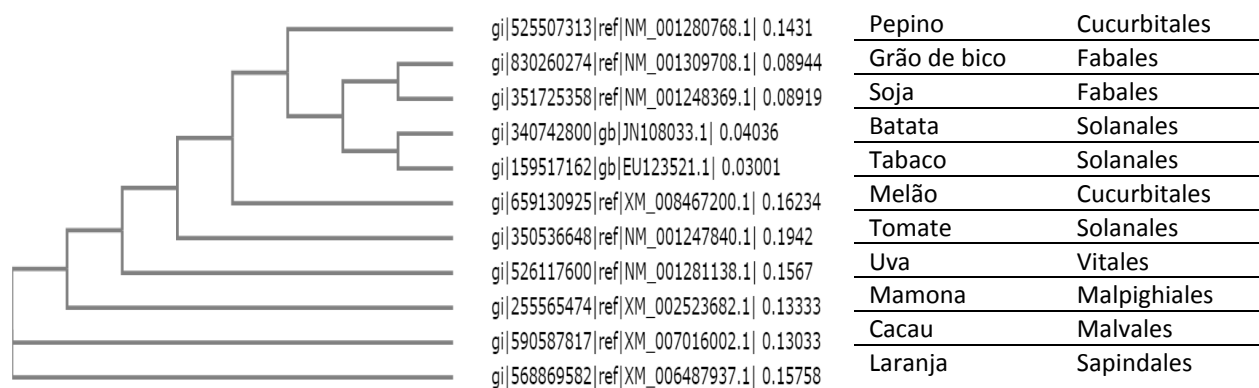 gi|525507313|ref|NM_001280768.1| 0.1431 Pepino Cucurbitales
gi|830260274|ref|NM_001309708.1| 0.08944 Grão de bico Fabales
gi|351725358|ref|NM_001248369.1| 0.08919 Soja Fabales
gi|340742800|gb|JN108033.1| 0.04036 Batata Solanales
gi|159517162|gb|EU123521.1| 0.03001 Tabaco Solanales
gi|659130925|ref|XM_008467200.1| 0.16234 Melão Cucurbitales
gi|350536648|ref|NM_001247840.1| 0.1942 Tomate Solanales
gi|526117600|ref|NM_001281138.1| 0.1567 Uva Vitales
gi|255565474|ref|XM_002523682.1| 0.13333 Mamona Malpighiales
gi|590587817|ref|XM_007016002.1| 0.13033 Cacau Malvales
gi|568869582|ref|XM_006487937.1| 0.15758 Laranja Sapindales